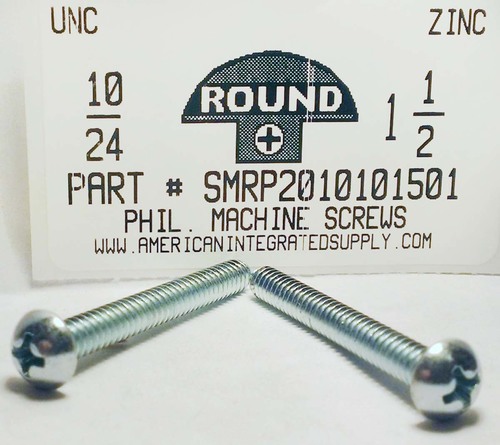 UNC ZINC
10
24
ROUND
1 1
2
PART # SMRP2010101501
PHIL. MACHINE SCREWS
WWW.AMERICANINTEGRATEDSUPPLY.COM